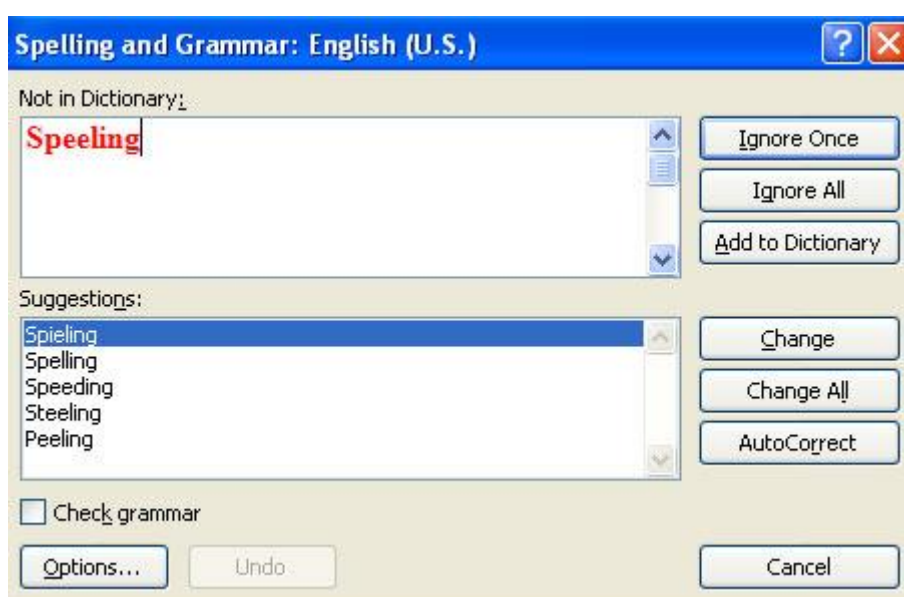 Spelling and Grammar: English (U.S.)
Not in Dictionary:
Speeling
Ignore Once
Ignore All
Add to Dictionary
Suggestions:
Spieling
Spelling
Speeding
Steeling
Peeling
Change
Change All
AutoCorrect
Check grammar
Options...
Undo
Cancel